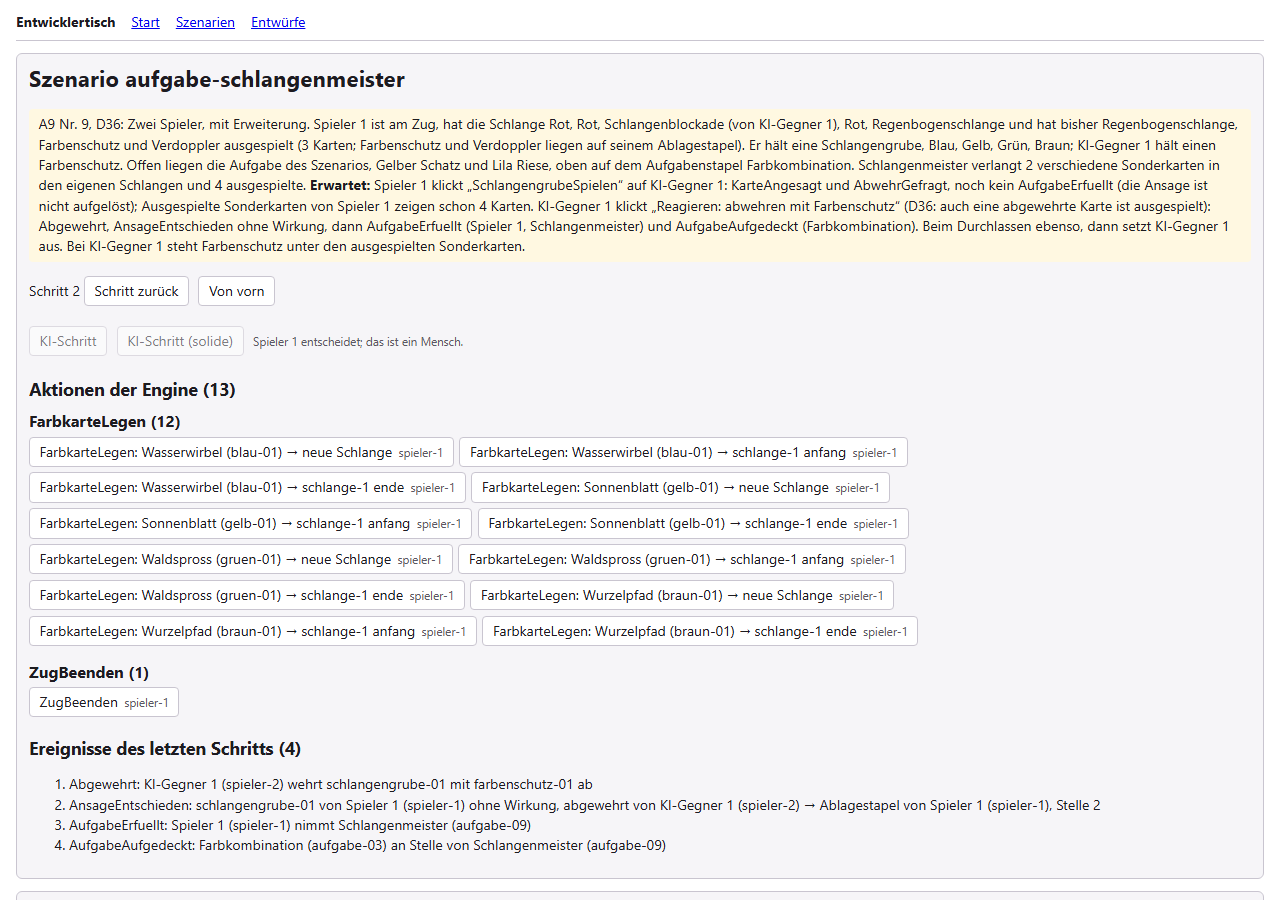 Entwicklertisch Start Szenarien Entwürfe
Szenario aufgabe-schlangenmeister
A9 Nr. 9, D36: Zwei Spieler, mit Erweiterung. Spieler 1 ist am Zug, hat die Schlange Rot, Rot, Schlangenblockade (von KI-Gegner 1), Rot, Regenbogenschlange und hat bisher Regenbogenschlange,
Farbenschutz und Verdoppler ausgespielt (3 Karten; Farbenschutz und Verdoppler liegen auf seinem Ablagestapel). Er hält eine Schlangengrube, Blau, Gelb, Grün, Braun; KI-Gegner 1 hält einen
Farbenschutz. Offen liegen die Aufgabe des Szenarios, Gelber Schatz und Lila Riese, oben auf dem Aufgabenstapel Farbkombination. Schlangenmeister verlangt 2 verschiedene Sonderkarten in
den eigenen Schlangen und 4 ausgespielte. Erwartet: Spieler 1 klickt „SchlangengrubeSpielen“ auf KI-Gegner 1: KarteAngesagt und AbwehrGefragt, noch kein AufgabeErfuellt (die Ansage ist
nicht aufgelöst); Ausgespielte Sonderkarten von Spieler 1 zeigen schon 4 Karten. KI-Gegner 1 klickt „Reagieren: abwehren mit Farbenschutz“ (D36: auch eine abgewehrte Karte ist ausgespielt):
Abgewehrt, AnsageEntschieden ohne Wirkung, dann AufgabeErfuellt (Spieler 1, Schlangenmeister) und AufgabeAufgedeckt (Farbkombination). Beim Durchlassen ebenso, dann setzt KI-Gegner 1
aus. Bei KI-Gegner 1 steht Farbenschutz unter den ausgespielten Sonderkarten.
Schritt 2 Schritt zurück Von vorn
KI-Schritt KI-Schritt (solide) Spieler 1 entscheidet; das ist ein Mensch.
Aktionen der Engine (13)
FarbkarteLegen (12)
FarbkarteLegen: Wasserwirbel (blau-01) → neue Schlange spieler-1 FarbkarteLegen: Wasserwirbel (blau-01) → schlange-1 anfang spieler-1
FarbkarteLegen: Wasserwirbel (blau-01) → schlange-1 ende spieler-1 FarbkarteLegen: Sonnenblatt (gelb-01) → neue Schlange spieler-1
FarbkarteLegen: Sonnenblatt (gelb-01) → schlange-1 anfang spieler-1 FarbkarteLegen: Sonnenblatt (gelb-01) → schlange-1 ende spieler-1
FarbkarteLegen: Waldspross (gruen-01) → neue Schlange spieler-1 FarbkarteLegen: Waldspross (gruen-01) → schlange-1 anfang spieler-1
FarbkarteLegen: Waldspross (gruen-01) → schlange-1 ende spieler-1 FarbkarteLegen: Wurzelpfad (braun-01) → neue Schlange spieler-1
FarbkarteLegen: Wurzelpfad (braun-01) → schlange-1 anfang spieler-1 FarbkarteLegen: Wurzelpfad (braun-01) → schlange-1 ende spieler-1
ZugBeenden (1)
ZugBeenden spieler-1
Ereignisse des letzten Schritts (4)
1. Abgewehrt: KI-Gegner 1 (spieler-2) wehrt schlangengrube-01 mit farbenschutz-01 ab
2. AnsageEntschieden: schlangengrube-01 von Spieler 1 (spieler-1) ohne Wirkung, abgewehrt von KI-Gegner 1 (spieler-2) → Ablagestapel von Spieler 1 (spieler-1), Stelle 2
3. AufgabeErfuellt: Spieler 1 (spieler-1) nimmt Schlangenmeister (aufgabe-09)
4. AufgabeAufgedeckt: Farbkombination (aufgabe-03) an Stelle von Schlangenmeister (aufgabe-09)